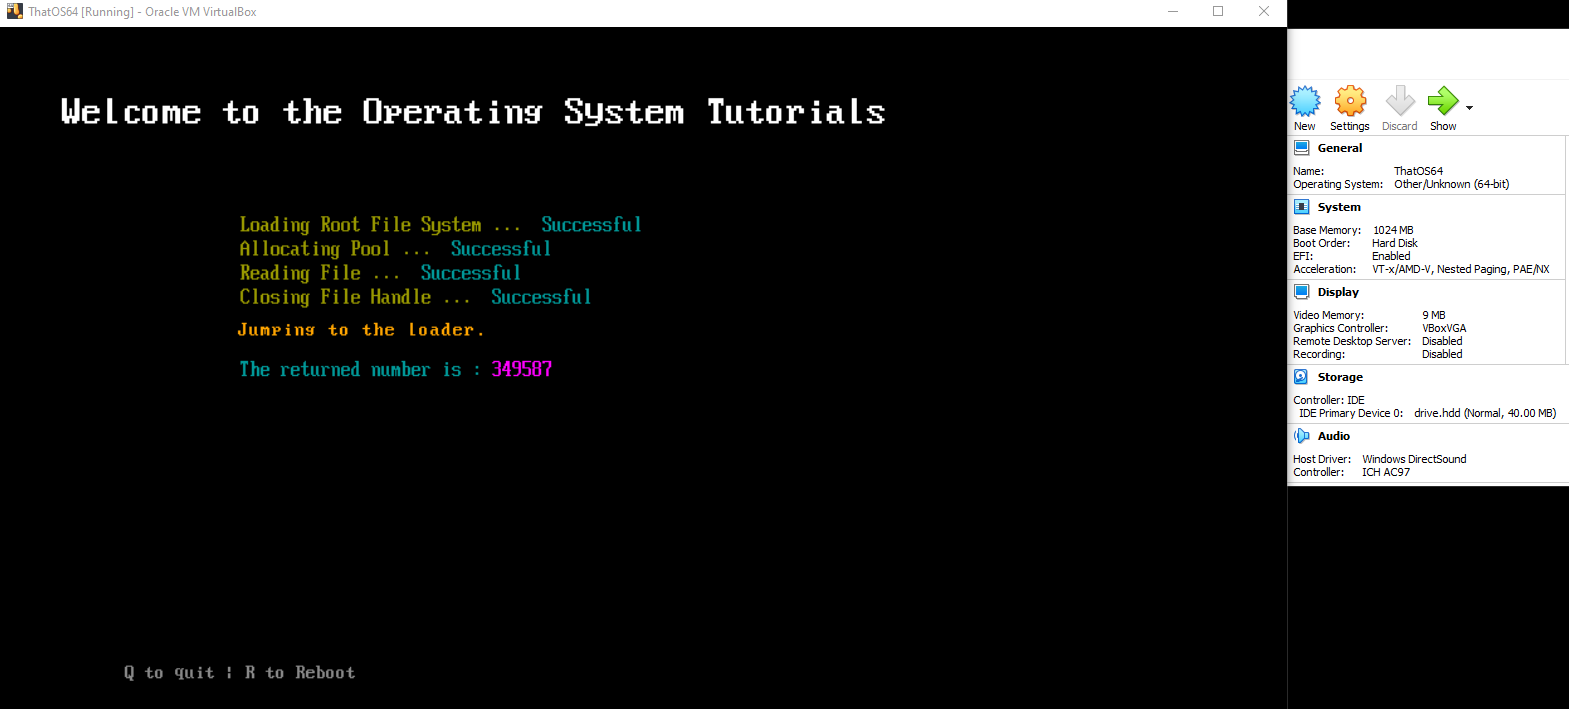 ThatOS64 [Running] - Oracle VM VirtualBox
Welcome to the Operating System Tutorials
Loading Root File System ... Successful
Allocating Pool ... Successful
Reading File ... Successful
Closing File Handle ... Successful
Jumping to the loader.
The returned number is : 349587
Q to quit | R to Reboot
New Settings Discard Show
General
Name: ThatOS64
Operating System: Other/Unknown (64-bit)
System
Base Memory: 1024 MB
Boot Order: Hard Disk
EFI: Enabled
Acceleration: VT-x/AMD-V, Nested Paging, PAE/NX
Display
Video Memory: 9 MB
Graphics Controller: VBoxVGA
Remote Desktop Server: Disabled
Recording: Disabled
Storage
Controller: IDE
IDE Primary Device 0: drive.hdd (Normal, 40.00 MB)
Audio
Host Driver: Windows DirectSound
Controller: ICH AC97